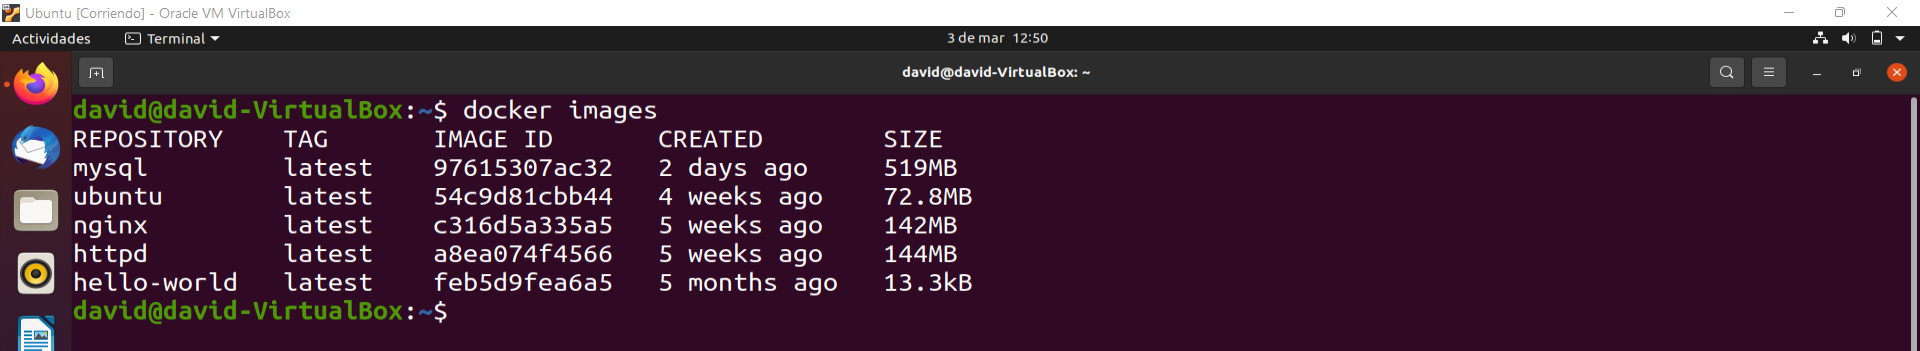 Ubuntu [Corriendo] - Oracle VM VirtualBox
Actividades Terminal 3 de mar 12:50
david@david-VirtualBox: ~
david@david-VirtualBox:~$ docker images
REPOSITORY TAG IMAGE ID CREATED SIZE
mysql latest 97615307ac32 2 days ago 519MB
ubuntu latest 54c9d81cbb44 4 weeks ago 72.8MB
nginx latest c316d5a335a5 5 weeks ago 142MB
httpd latest a8ea074f4566 5 weeks ago 144MB
hello-world latest feb5d9fea6a5 5 months ago 13.3kB
david@david-VirtualBox:~$